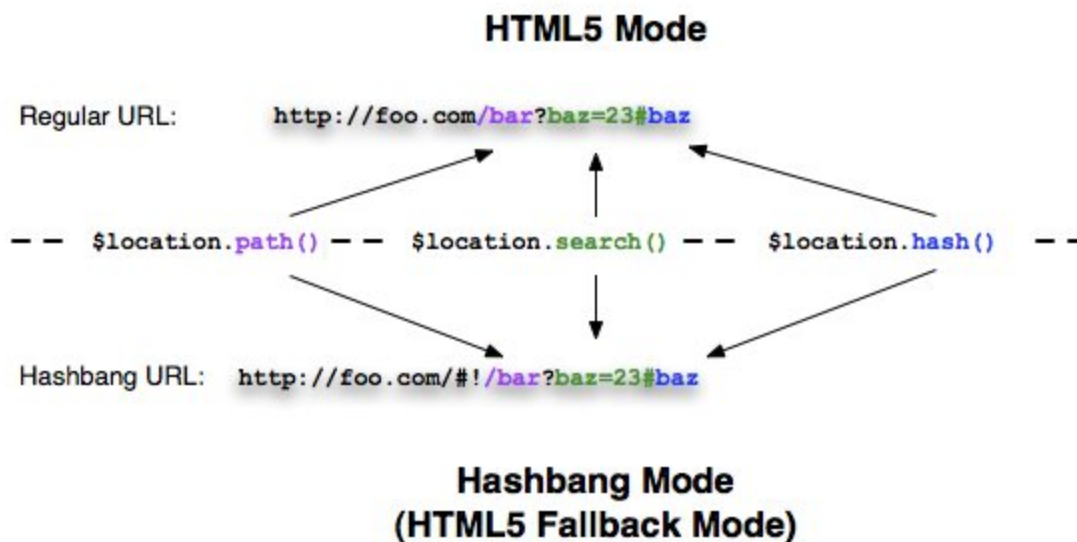 HTML5 Mode
Regular URL: http://foo.com/bar?baz=23#baz
$location.path() $location.search() $location.hash()
Hashbang URL: http://foo.com/#!/bar?baz=23#baz
Hashbang Mode
(HTML5 Fallback Mode)